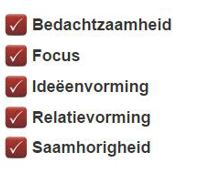 Bedachtzaamheid
Focus
Ideëenvorming
Relatievorming
Saamhorigheid